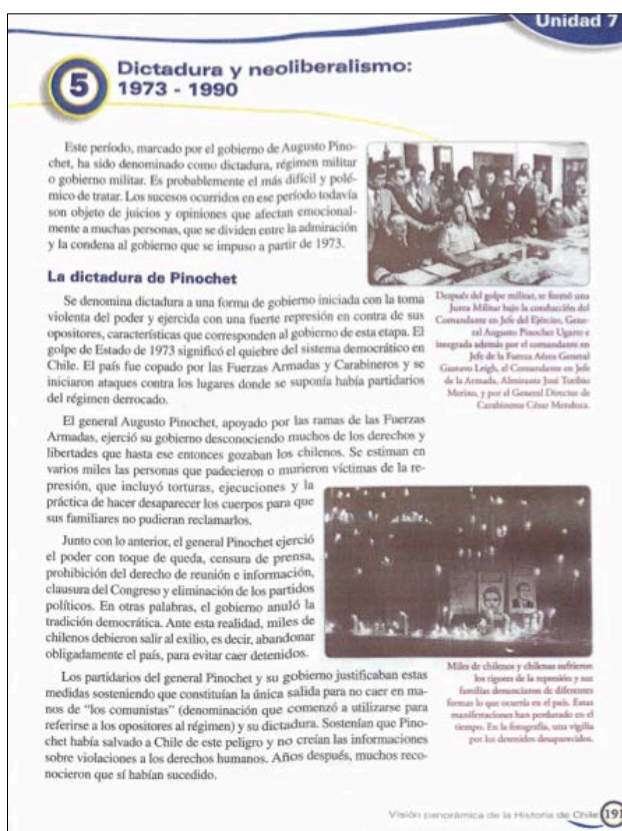 Unidad 7
5
Dictadura y neoliberalismo:
1973 - 1990
Este período, marcado por el gobierno de Augusto Pino-
chet, ha sido denominado como dictadura, régimen militar
o gobierno militar. Es probablemente el más difícil y polé-
mico de tratar. Los sucesos ocurridos en ese período todavía
son objeto de juicios y opiniones que afectan emocional-
mente a muchas personas, que se dividen entre la admiración
y la condena al gobierno que se impuso a partir de 1973.
Después del golpe militar, se formó una
Junta Militar bajo la conducción del
Comandante en Jefe del Ejército, Gene-
ral Augusto Pinochet Ugarte e
integrada además por el comandante en
Jefe de la Fuerza Aérea General
Gustavo Leigh, el Comandante en Jefe
de la Armada, Almirante José Toribio
Merino, y por el General Director de
Carabineros César Mendoza.
La dictadura de Pinochet
Se denomina dictadura a una forma de gobierno iniciada con la toma
violenta del poder y ejercida con una fuerte represión en contra de sus
opositores, características que corresponden al gobierno de esta etapa. El
golpe de Estado de 1973 significó el quiebre del sistema democrático en
Chile. El país fue copado por las Fuerzas Armadas y Carabineros y se
iniciaron ataques contra los lugares donde se suponía había partidarios
del régimen derrocado.
El general Augusto Pinochet, apoyado por las ramas de las Fuerzas
Armadas, ejerció su gobierno desconociendo muchos de los derechos y
libertades que hasta ese entonces gozaban los chilenos. Se estiman en
varios miles las personas que padecieron o murieron víctimas de la re-
presión, que incluyó torturas, ejecuciones y la
práctica de hacer desaparecer los cuerpos para que
sus familiares no pudieran reclamarlos.
Junto con lo anterior, el general Pinochet ejerció
el poder con toque de queda, censura de prensa,
prohibición del derecho de reunión e información,
clausura del Congreso y eliminación de los partidos
políticos. En otras palabras, el gobierno anuló la
tradición democrática. Ante esta realidad, miles de
chilenos debieron salir al exilio, es decir, abandonar
obligadamente el país, para evitar caer detenidos.
Los partidarios del general Pinochet y su gobierno justificaban estas
medidas sosteniendo que constituían la única salida para no caer en ma-
nos de "los comunistas" (denominación que comenzó a utilizarse para
referirse a los opositores al régimen) y su dictadura. Sostenían que Pino-
chet había salvado a Chile de este peligro y no creían las informaciones
sobre violaciones a los derechos humanos. Años después, muchos reco-
nocieron que sí habían sucedido.
Miles de chilenos y chilenas sufrieron
los rigores de la represión y sus
familias denunciaron de diferentes
formas lo que ocurría en el país. Estas
manifestaciones han perdurado en el
tiempo. En la fotografía, una vigilia
por los detenidos desaparecidos.
Visión panorámica de la Historia de Chile 191